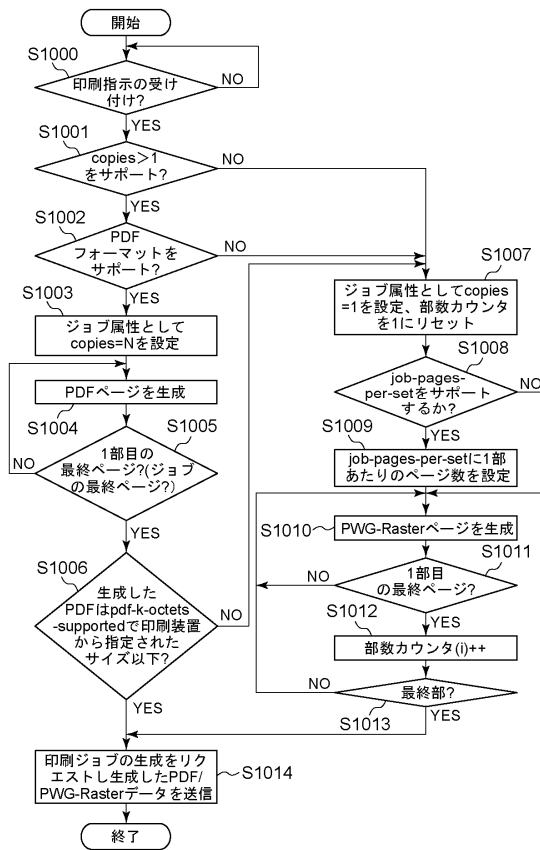 開始
S1000
印刷指示の受け
付け?
NO
YES
S1001
copies＞1
をサポート?
NO
YES
S1002
PDF
フォーマットを
サポート?
NO
YES
S1003
ジョブ属性として
copies=Nを設定
PDFページを生成
S1004
S1005
1部目の
最終ページ?(ジョブ
の最終ページ?)
NO
YES
S1006
生成した
PDFはpdf-k-octets
-supportedで印刷装置
から指定された
サイズ以下?
NO
YES
S1007
ジョブ属性としてcopies
=1を設定、部数カウンタ
を1にリセット
S1008
job-pages-
per-setをサポート
するか?
NO
YES
S1009
job-pages-per-setに1部
あたりのページ数を設定
S1010
PWG-Rasterページを生成
S1011
1部目
の最終ページ?
NO
YES
S1012
部数カウンタ(i)++
最終部?
NO
S1013
YES
印刷ジョブの生成をリク
エストし生成したPDF/
PWG-Rasterデータを送信
S1014
終了